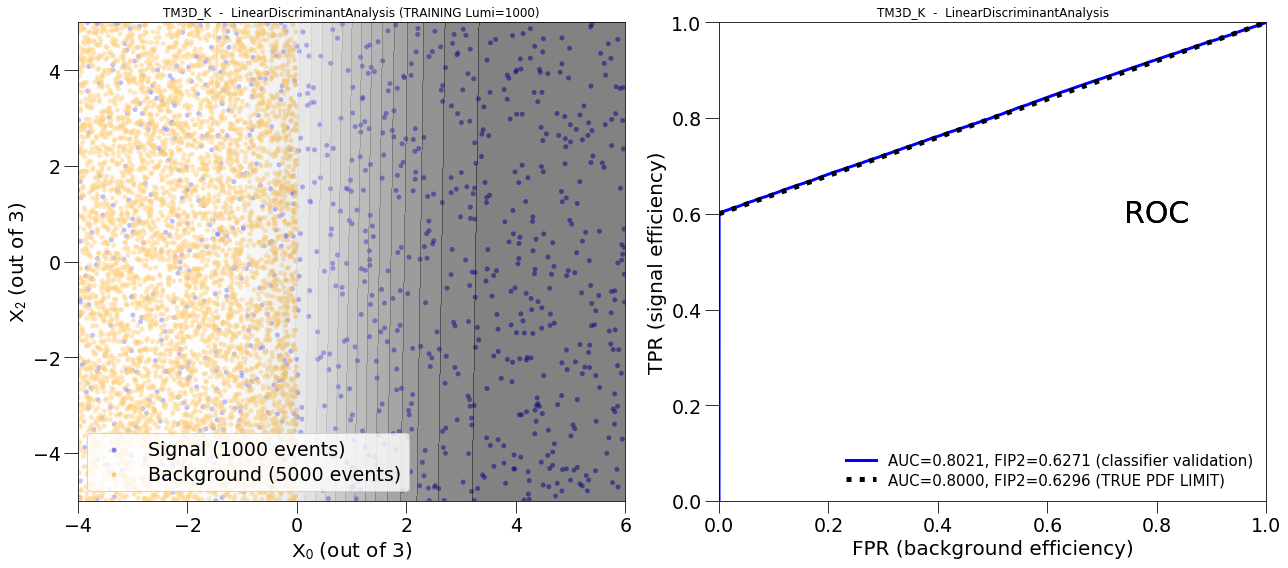 TM3D_K  -  LinearDiscriminantAnalysis (TRAINING Lumi=1000)
4
2
0
−2
−4
X₂ (out of 3)
Signal (1000 events)
Background (5000 events)
−4 −2 0 2 4 6
X₀ (out of 3)
TM3D_K  -  LinearDiscriminantAnalysis
1.0
0.8
0.6
0.4
0.2
0.0
TPR (signal efficiency)
ROC
AUC=0.8021, FIP2=0.6271 (classifier validation)
AUC=0.8000, FIP2=0.6296 (TRUE PDF LIMIT)
0.0 0.2 0.4 0.6 0.8 1.0
FPR (background efficiency)